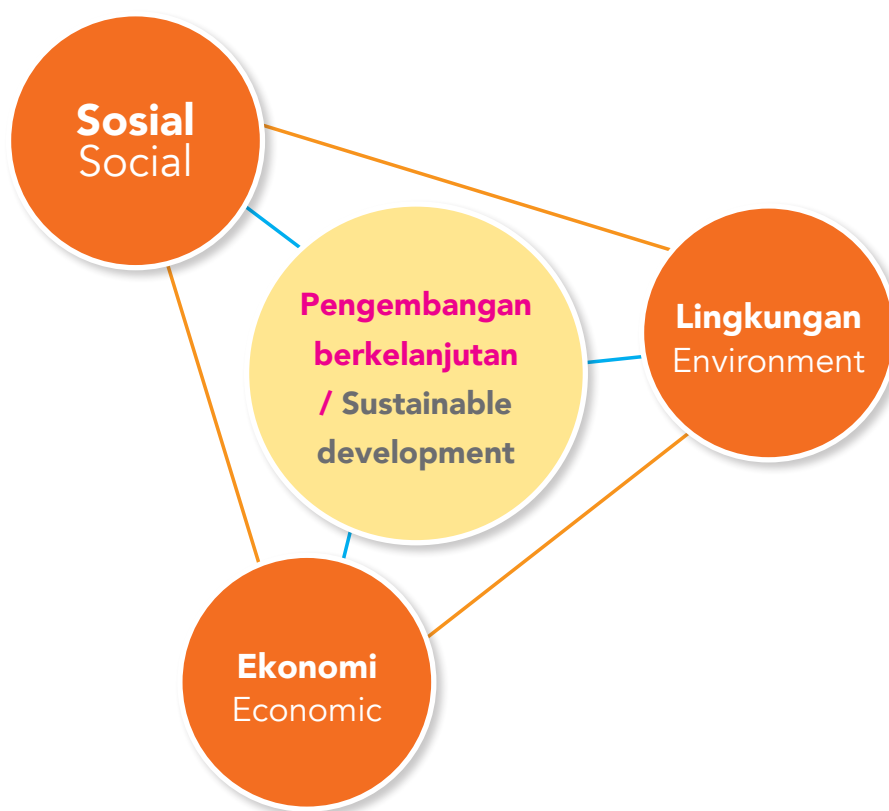 Sosial
Social
Pengembangan
berkelanjutan
/ Sustainable
development
Lingkungan
Environment
Ekonomi
Economic